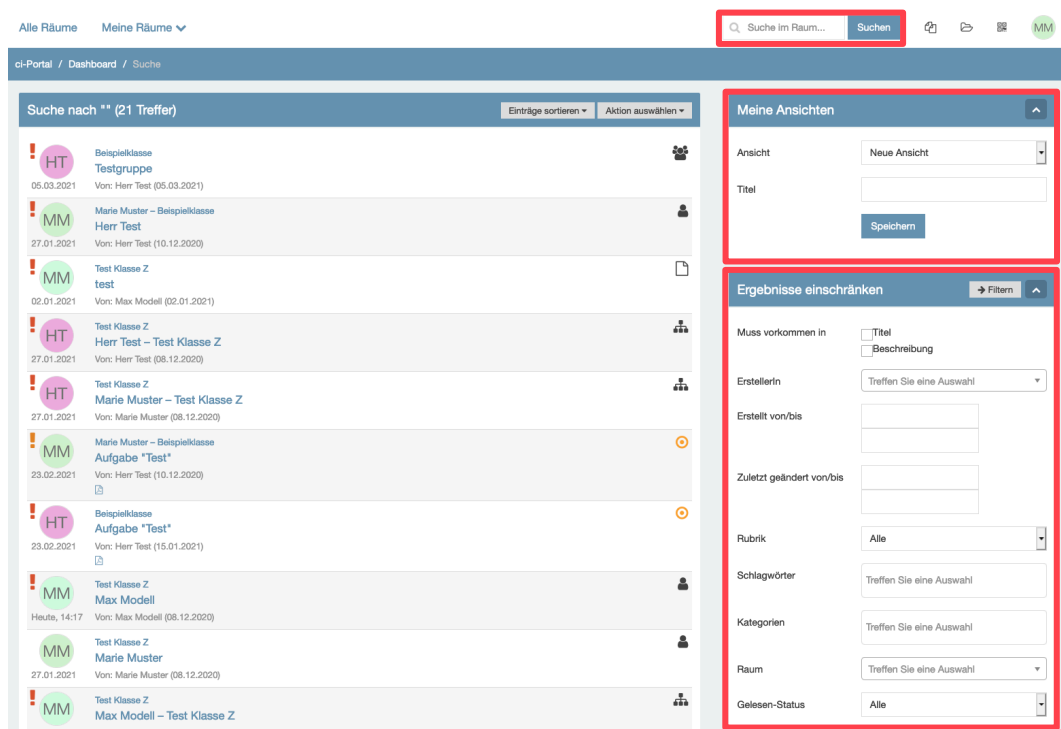 Alle Räume Meine Räume Suche im Raum... Suchen MM
ci-Portal / Dashboard / Suche
Suche nach "" (21 Treffer) Einträge sortieren Aktion auswählen
HT
Beispielklasse
Testgruppe
05.03.2021 Von: Herr Test (05.03.2021)
MM
Marie Muster – Beispielklasse
Herr Test
27.01.2021 Von: Herr Test (10.12.2020)
MM
Test Klasse Z
test
02.01.2021 Von: Max Modell (02.01.2021)
HT
Test Klasse Z
Herr Test – Test Klasse Z
27.01.2021 Von: Herr Test (08.12.2020)
HT
Test Klasse Z
Marie Muster – Test Klasse Z
27.01.2021 Von: Marie Muster (08.12.2020)
MM
Marie Muster – Beispielklasse
Aufgabe "Test"
23.02.2021 Von: Herr Test (10.12.2020)
HT
Beispielklasse
Aufgabe "Test"
23.02.2021 Von: Herr Test (15.01.2021)
MM
Test Klasse Z
Max Modell
Heute, 14:17 Von: Max Modell (08.12.2020)
MM
Test Klasse Z
Marie Muster
27.01.2021 Von: Marie Muster (08.12.2020)
MM
Test Klasse Z
Max Modell – Test Klasse Z
Meine Ansichten
Ansicht Neue Ansicht
Titel
Speichern
Ergebnisse einschränken Filtern
Muss vorkommen in Titel
Beschreibung
ErstellerIn Treffen Sie eine Auswahl
Erstellt von/bis
Zuletzt geändert von/bis
Rubrik Alle
Schlagwörter Treffen Sie eine Auswahl
Kategorien Treffen Sie eine Auswahl
Raum Treffen Sie eine Auswahl
Gelesen-Status Alle